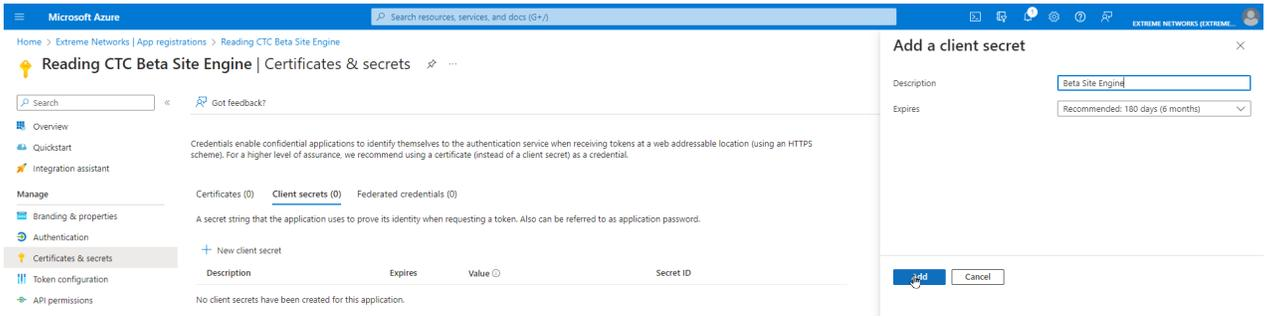 Microsoft Azure
Search resources, services, and docs (G+/)
1
EXTREME NETWORKS (EXTREME...
Home > Extreme Networks | App registrations > Reading CTC Beta Site Engine
Reading CTC Beta Site Engine | Certificates & secrets
...
Search
«
Overview
Quickstart
Integration assistant
Manage
Branding & properties
Authentication
Certificates & secrets
Token configuration
API permissions
Got feedback?
Credentials enable confidential applications to identify themselves to the authentication service when receiving tokens at a web addressable location (using an HTTPS
scheme). For a higher level of assurance, we recommend using a certificate (instead of a client secret) as a credential.
Certificates (0) Client secrets (0) Federated credentials (0)
A secret string that the application uses to prove its identity when requesting a token. Also can be referred to as application password.
New client secret
Description Expires Value Secret ID
No client secrets have been created for this application.
Add a client secret
Description Beta Site Engine
Expires Recommended: 180 days (6 months)
Add Cancel